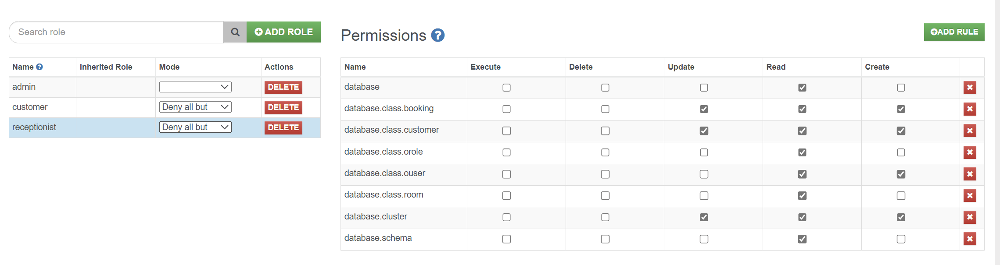 Search role
ADD ROLE
Permissions
ADD RULE
Name Inherited Role Mode Actions
admin DELETE
customer Deny all but DELETE
receptionist Deny all but DELETE
Name Execute Delete Update Read Create
database
database.class.booking
database.class.customer
database.class.orole
database.class.ouser
database.class.room
database.cluster
database.schema